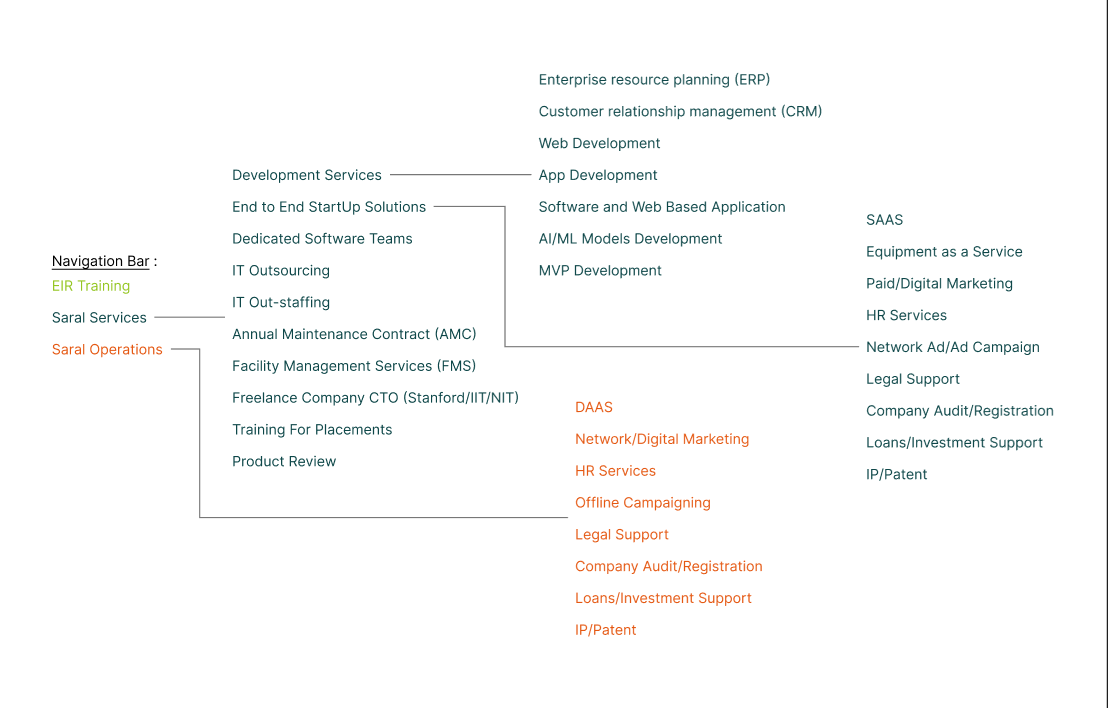 Navigation Bar :
EIR Training
Saral Services
Saral Operations
Development Services
End to End StartUp Solutions
Dedicated Software Teams
IT Outsourcing
IT Out-staffing
Annual Maintenance Contract (AMC)
Facility Management Services (FMS)
Freelance Company CTO (Stanford/IIT/NIT)
Training For Placements
Product Review
Enterprise resource planning (ERP)
Customer relationship management (CRM)
Web Development
App Development
Software and Web Based Application
AI/ML Models Development
MVP Development
SAAS
Equipment as a Service
Paid/Digital Marketing
HR Services
Network Ad/Ad Campaign
Legal Support
Company Audit/Registration
Loans/Investment Support
IP/Patent
DAAS
Network/Digital Marketing
HR Services
Offline Campaigning
Legal Support
Company Audit/Registration
Loans/Investment Support
IP/Patent